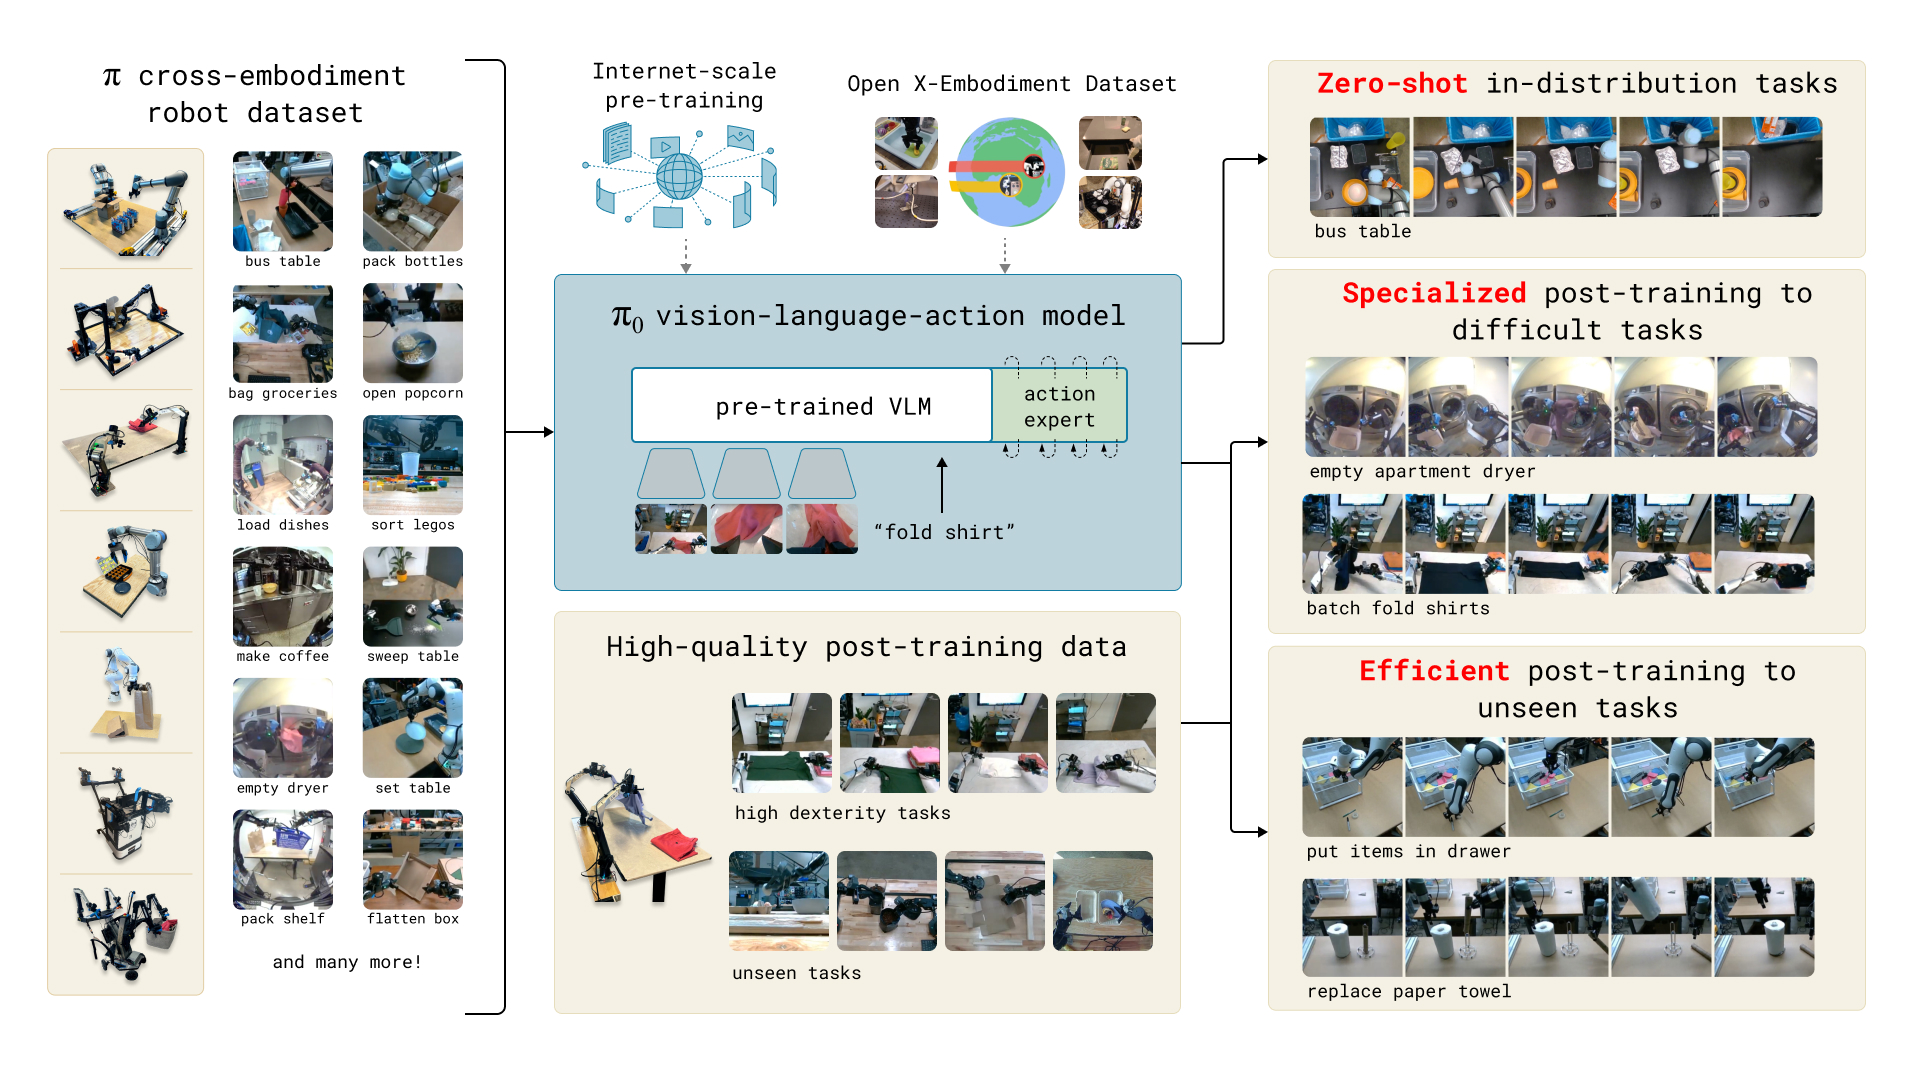 π cross-embodiment
robot dataset
bus table
pack bottles
bag groceries
open popcorn
load dishes
sort legos
make coffee
sweep table
empty dryer
set table
pack shelf
flatten box
and many more!
Internet-scale
pre-training
Open X-Embodiment Dataset
π₀ vision-language-action model
pre-trained VLM
action
expert
“fold shirt”
High-quality post-training data
high dexterity tasks
unseen tasks
Zero-shot in-distribution tasks
bus table
Specialized post-training to
difficult tasks
empty apartment dryer
batch fold shirts
Efficient post-training to
unseen tasks
put items in drawer
replace paper towel